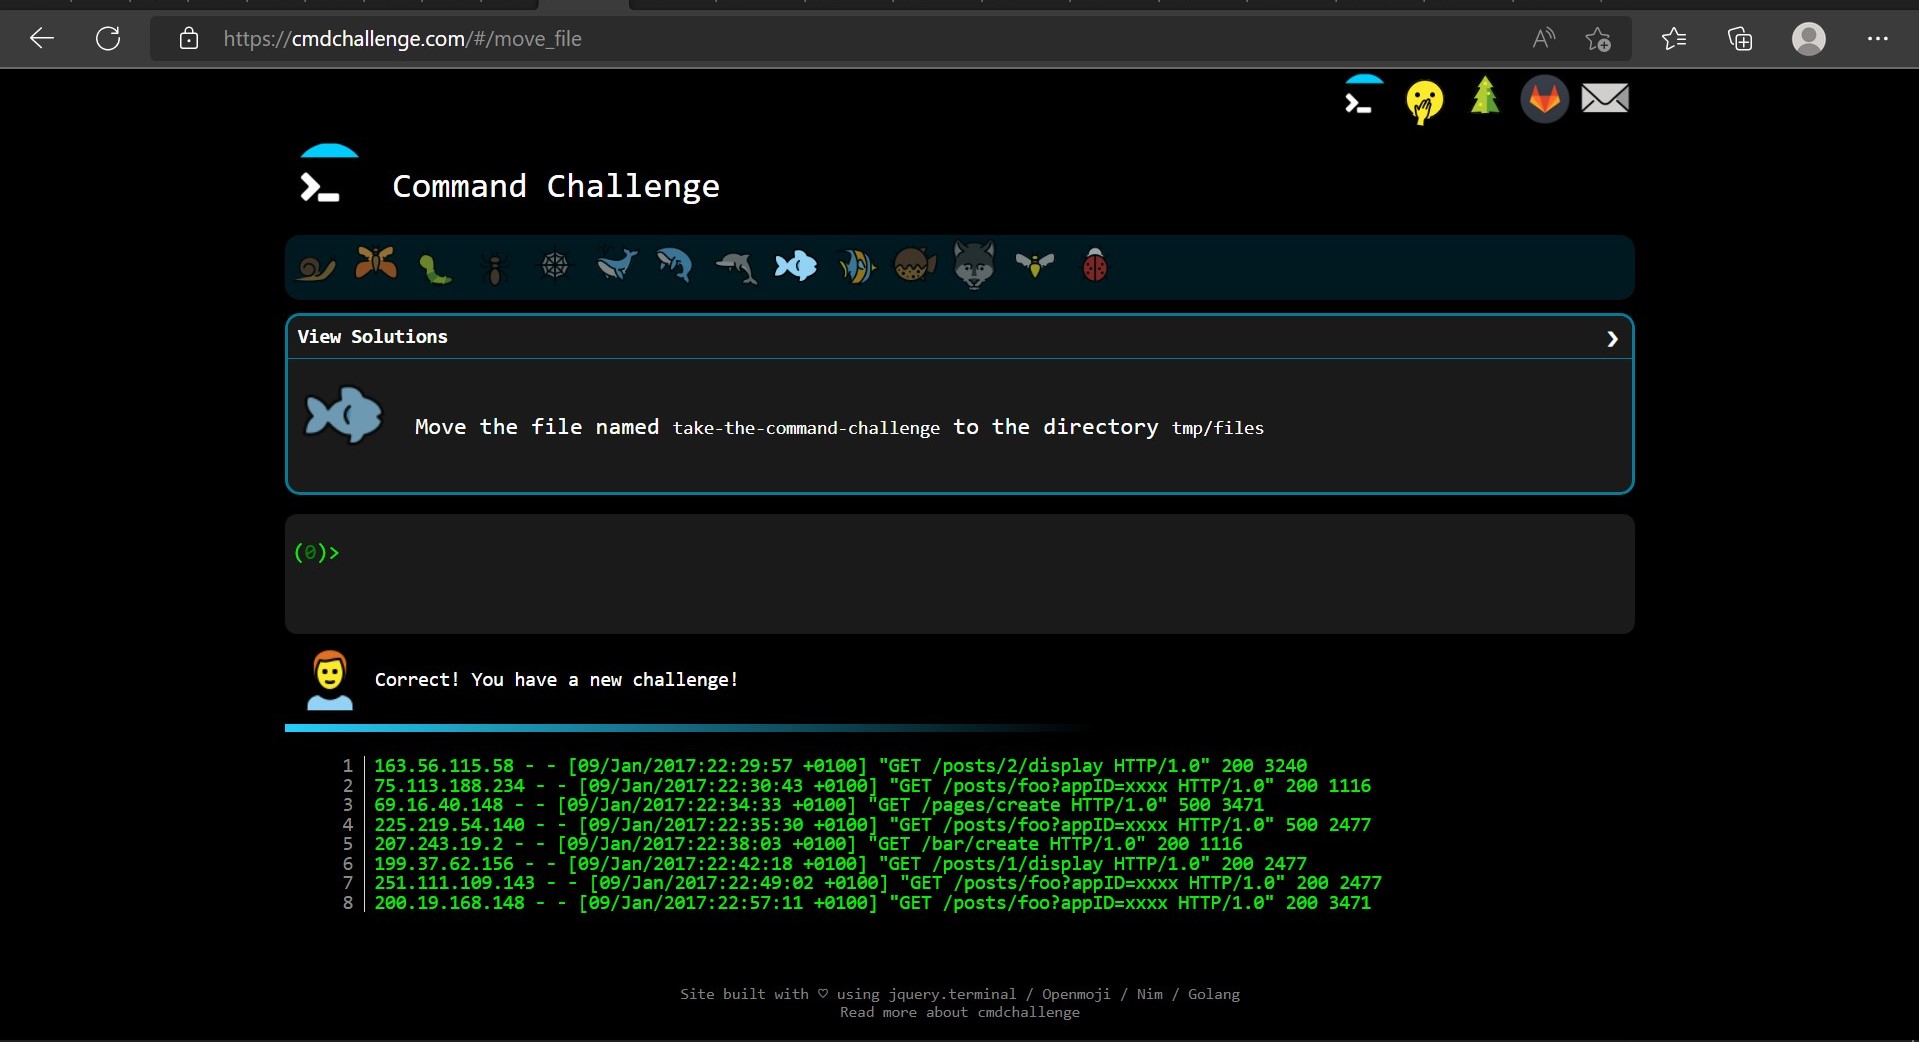 https://cmdchallenge.com/#/move_file
Command Challenge
View Solutions
Move the file named take-the-command-challenge to the directory tmp/files
(0)>
Correct! You have a new challenge!
1 163.56.115.58 - - [09/Jan/2017:22:29:57 +0100] "GET /posts/2/display HTTP/1.0" 200 3240
2 75.113.188.234 - - [09/Jan/2017:22:30:43 +0100] "GET /posts/foo?appID=xxxx HTTP/1.0" 200 1116
3 69.16.40.148 - - [09/Jan/2017:22:34:33 +0100] "GET /pages/create HTTP/1.0" 500 3471
4 225.219.54.140 - - [09/Jan/2017:22:35:30 +0100] "GET /posts/foo?appID=xxxx HTTP/1.0" 500 2477
5 207.243.19.2 - - [09/Jan/2017:22:38:03 +0100] "GET /bar/create HTTP/1.0" 200 1116
6 199.37.62.156 - - [09/Jan/2017:22:42:18 +0100] "GET /posts/1/display HTTP/1.0" 200 2477
7 251.111.109.143 - - [09/Jan/2017:22:49:02 +0100] "GET /posts/foo?appID=xxxx HTTP/1.0" 200 2477
8 200.19.168.148 - - [09/Jan/2017:22:57:11 +0100] "GET /posts/foo?appID=xxxx HTTP/1.0" 200 3471
Site built with ♡ using jquery.terminal / Openmoji / Nim / Golang
Read more about cmdchallenge